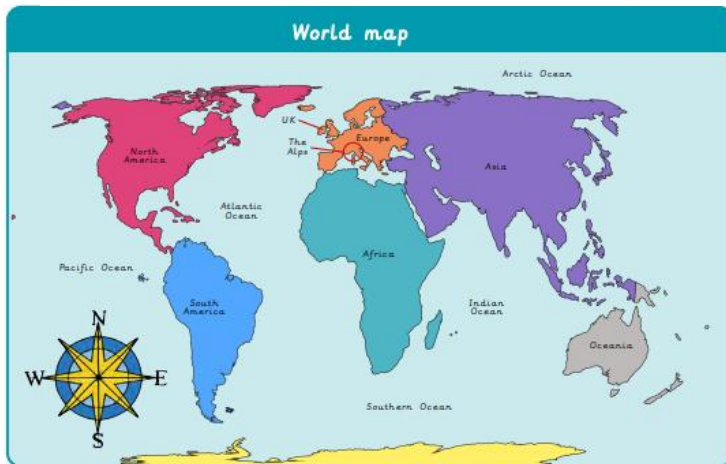 World map
Arctic Ocean
UK
The
Alps
Europe
North
America
Asia
Atlantic
Ocean
Africa
Pacific Ocean
South
America
Indian
Ocean
Oceania
Southern Ocean
N
W
E
S